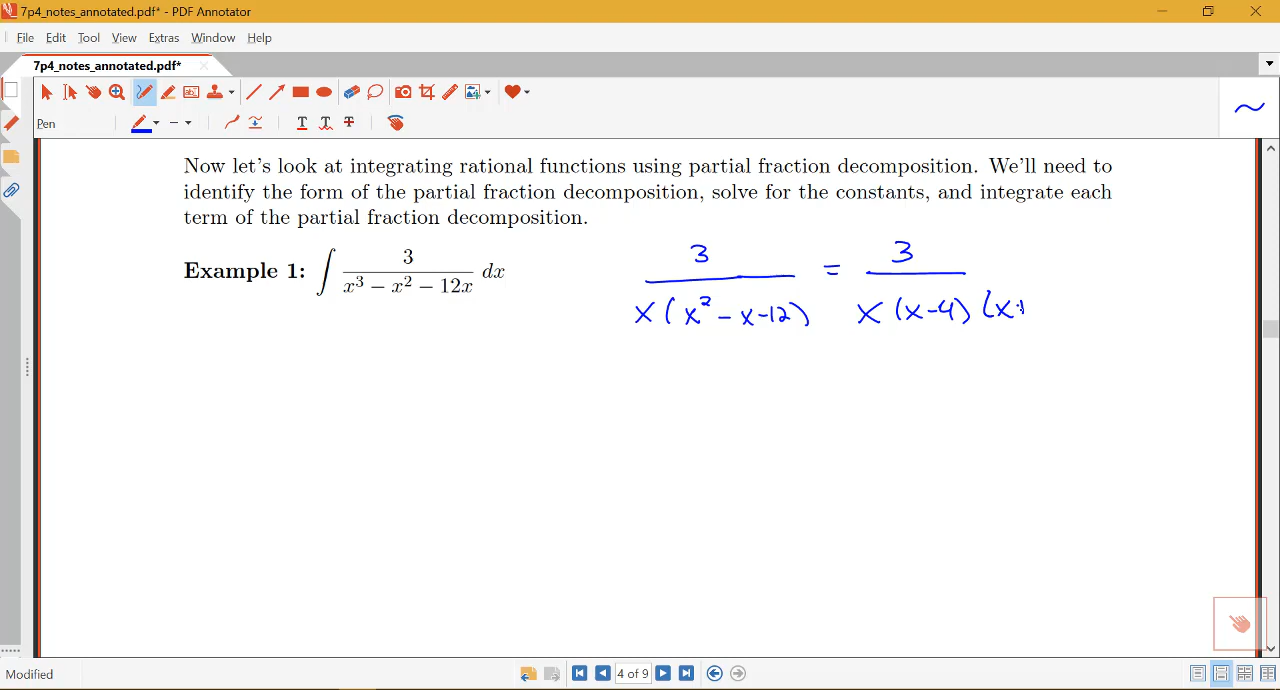 7p4_notes_annotated.pdf* - PDF Annotator
File Edit Tool View Extras Window Help
7p4_notes_annotated.pdf*
Pen
Now let's look at integrating rational functions using partial fraction decomposition. We'll need to
identify the form of the partial fraction decomposition, solve for the constants, and integrate each
term of the partial fraction decomposition.
Example 1: ∫ 3/(x³ − x² − 12x) dx
3/(x(x² − x − 12)) = 3/(x(x−4)(x
Modified
4 of 9